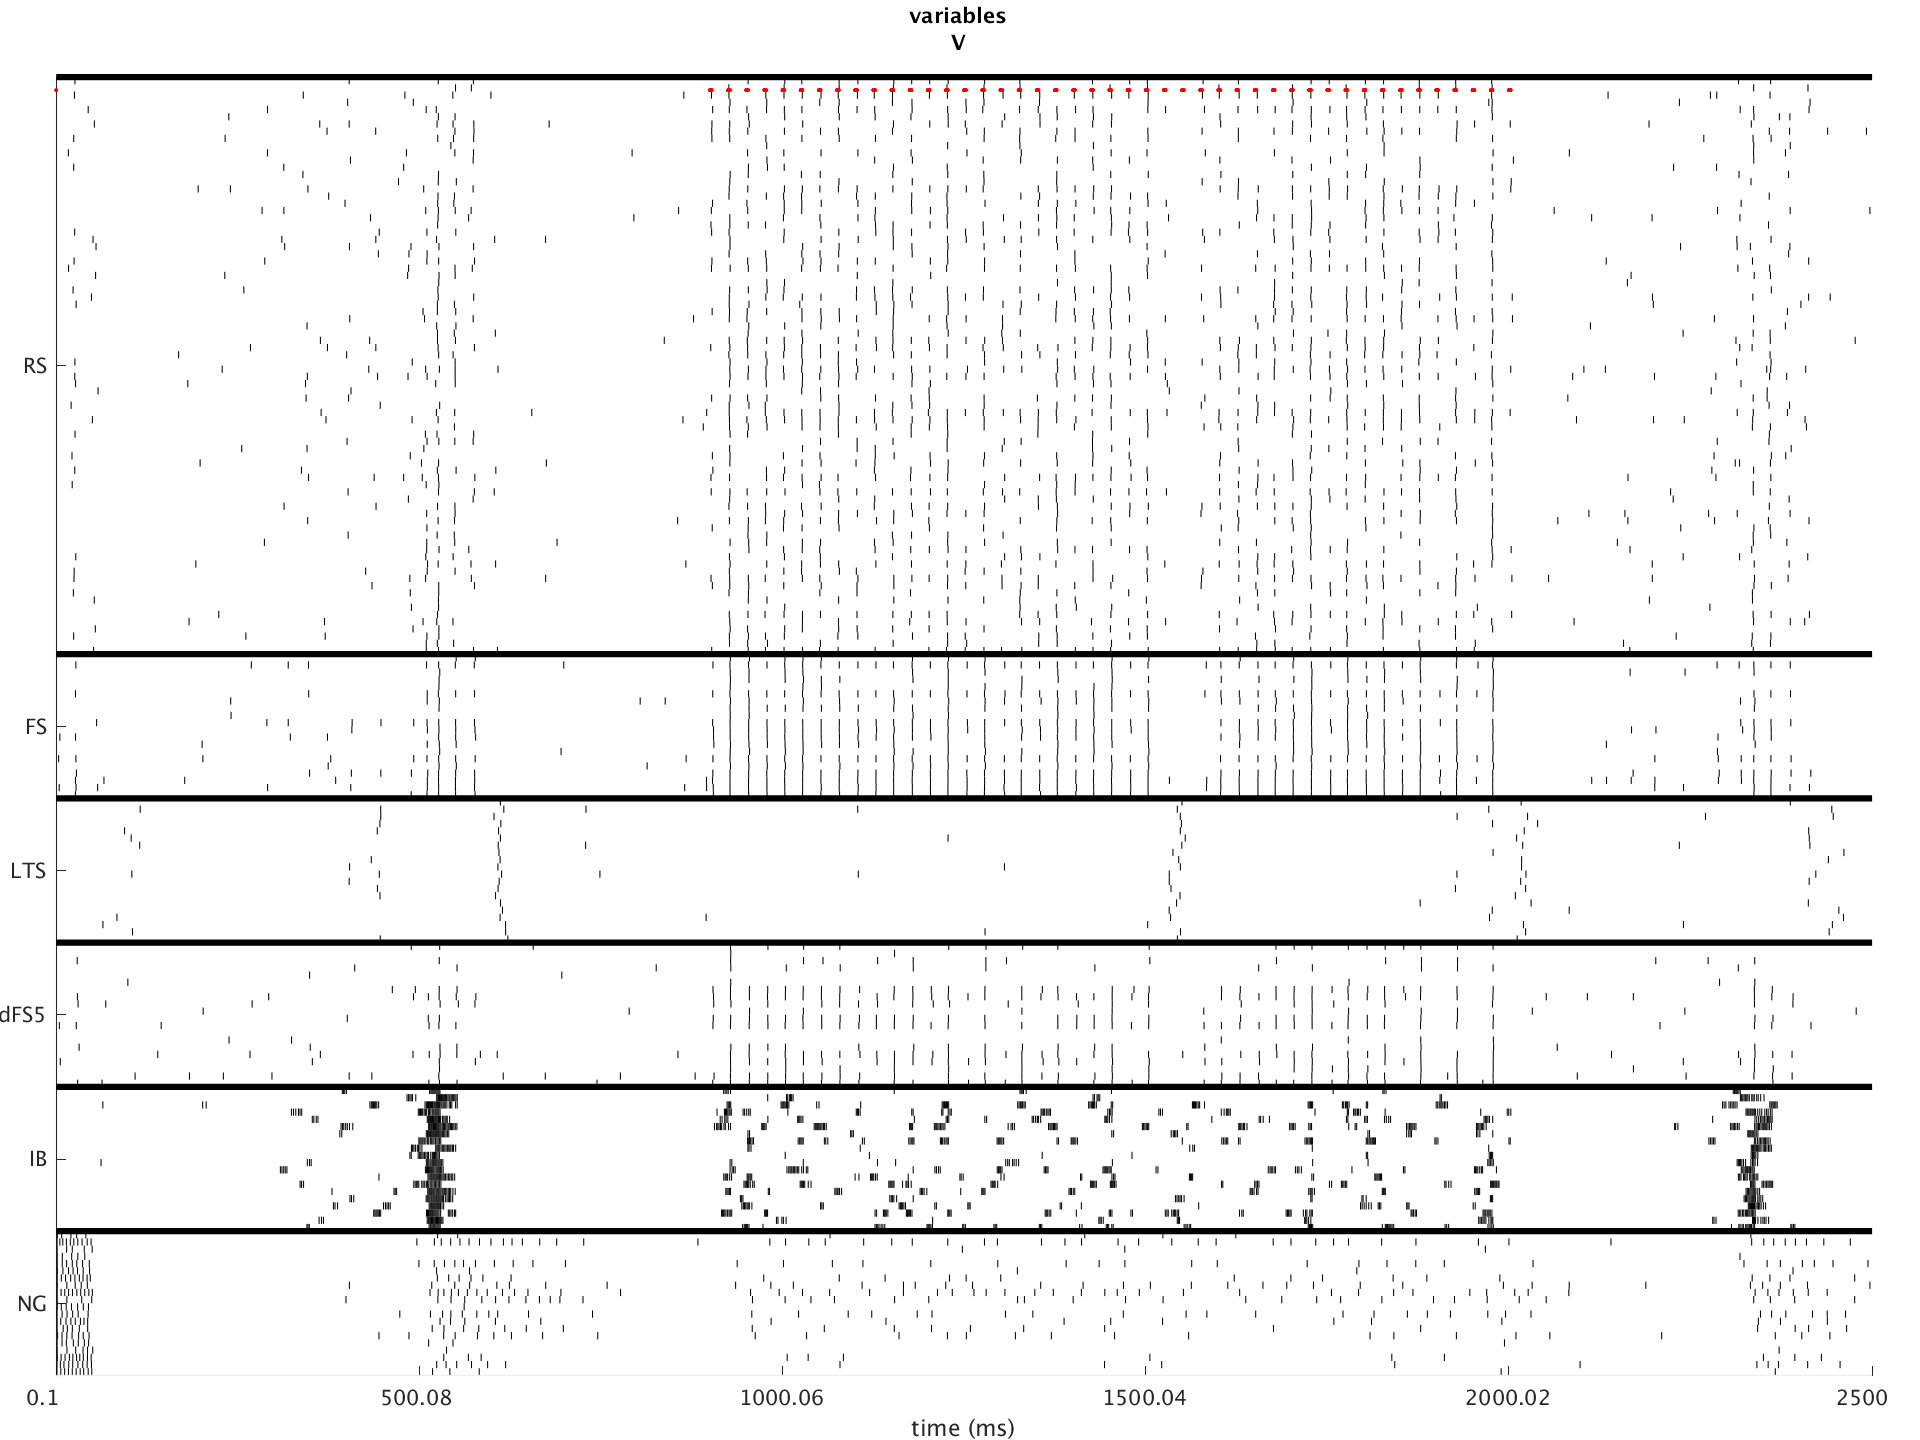 variables
V
RS
FS
LTS
dFS5
IB
NG
0.1
500.08
1000.06
1500.04
2000.02
2500
time (ms)